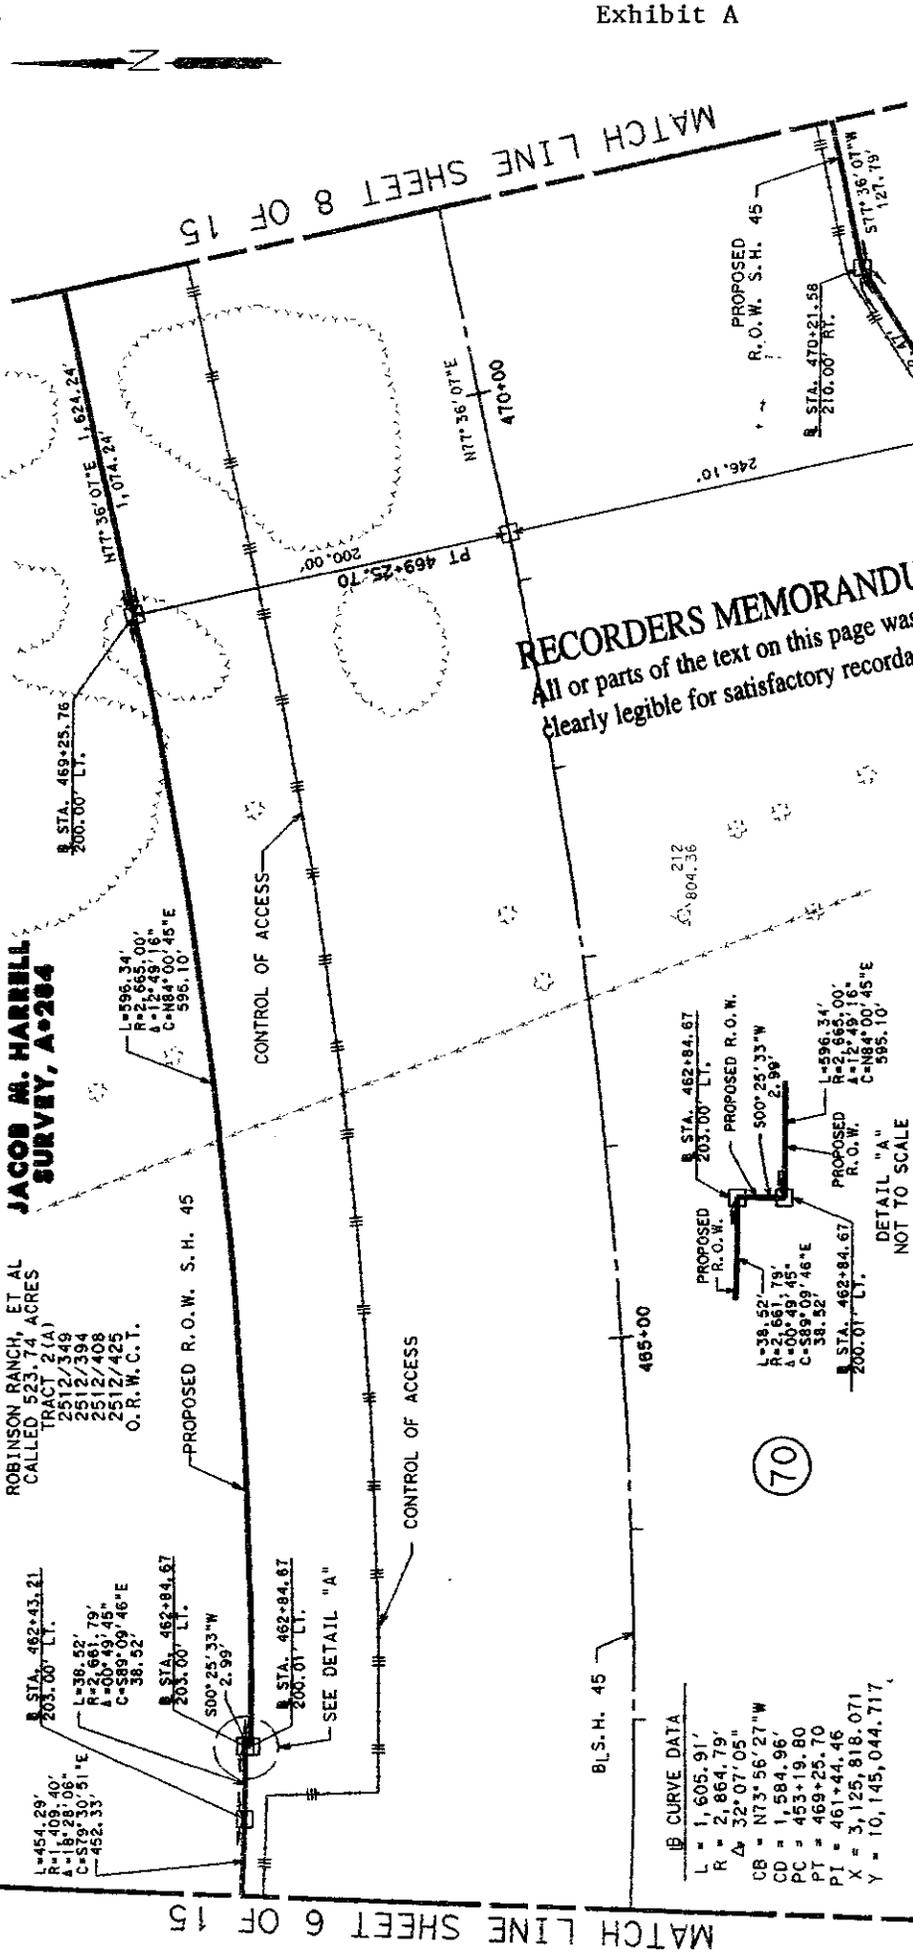 Exhibit A
N
MATCH LINE SHEET 8 OF 15
MATCH LINE SHEET 6 OF 15
JACOB M. HARRELL
SURVEY, A-284
ROBINSON RANCH, ET AL
CALLED 523.74 ACRES
TRACT 2(A)
2512/349
2512/394
2512/408
2512/425
O.R.W.C.T.
L=454.29'
R=1,409.40'
Δ=18°28'06"
C=S79°30'51"E
452.33'
B STA. 462+43.21
203.00' LT.
L=38.52'
R=2,661.79'
Δ=00°49'45"
C=S89°09'46"E
38.52'
B STA. 462+84.67
203.00' LT.
S00°25'33"W
2.99'
B STA. 462+84.67
200.01' LT.
SEE DETAIL "A"
PROPOSED R.O.W. S.H. 45
CONTROL OF ACCESS
L=596.34'
R=2,665.00'
Δ=12°49'16"
C=N84°00'45"E
595.10'
CONTROL OF ACCESS
B STA. 469+25.76
200.00' LT.
N77°36'07"E 1,624.24'
1,074.24'
200.00'
PT 469+25.70
N77°36'07"E
470+00
246.10'
PROPOSED
R.O.W. S.H. 45
B STA. 470+21.58
210.00' RT.
S77°36'07"W
127.79'
RECORDERS MEMORANDU
All or parts of the text on this page was
clearly legible for satisfactory recorda
212
804.36
465+00
BL S.H. 45
70
B STA. 462+84.67
203.00' LT.
PROPOSED R.O.W.
S00°25'33"W
2.99'
PROPOSED
R.O.W.
L=38.52'
R=2,661.79'
Δ=00°49'45"
C=S89°09'46"E
38.52'
B STA. 462+84.67
200.01' LT.
PROPOSED
R.O.W.
L=596.34'
R=2,665.00'
Δ=12°49'16"
C=N84°00'45"E
595.10'
DETAIL "A"
NOT TO SCALE
B CURVE DATA
L = 1,605.91'
R = 2,864.79'
Δ = 32°07'05"
CB = N73°56'27"W
CD = 1,584.96'
PC = 453+19.80
PT = 469+25.70
PI = 461+44.46
X = 3,125,818.071
Y = 10,145,044.717